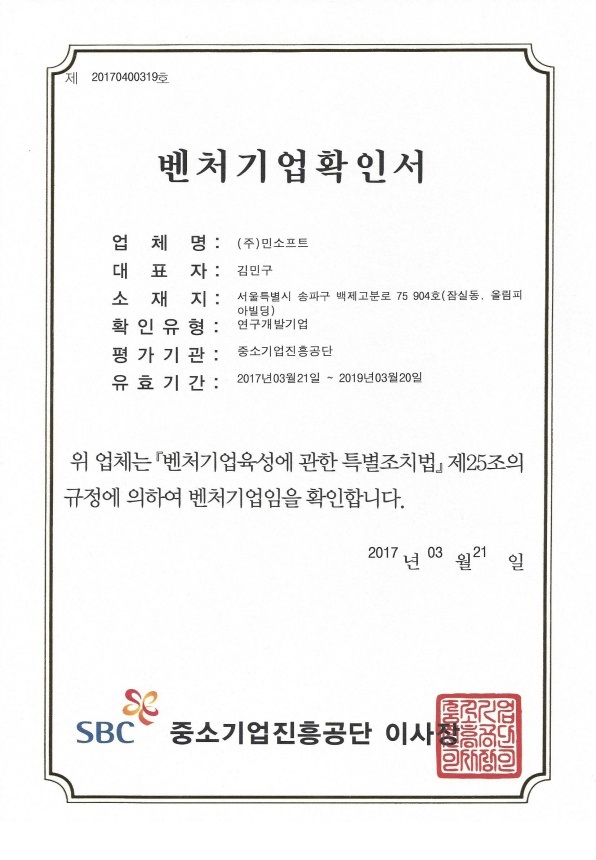 제 20170400319호
벤처기업확인서
업 체 명 : (주)민소프트
대 표 자 : 김민구
소 재 지 : 서울특별시 송파구 백제고분로 75 904호(잠실동, 올림피
아빌딩)
확인유형 : 연구개발기업
평가기관 : 중소기업진흥공단
유효기간 : 2017년03월21일 ~ 2019년03월20일
위 업체는『벤처기업육성에 관한 특별조치법』제25조의
규정에 의하여 벤처기업임을 확인합니다.
2017 년 03 월 21 일
SBC 중소기업진흥공단 이사장